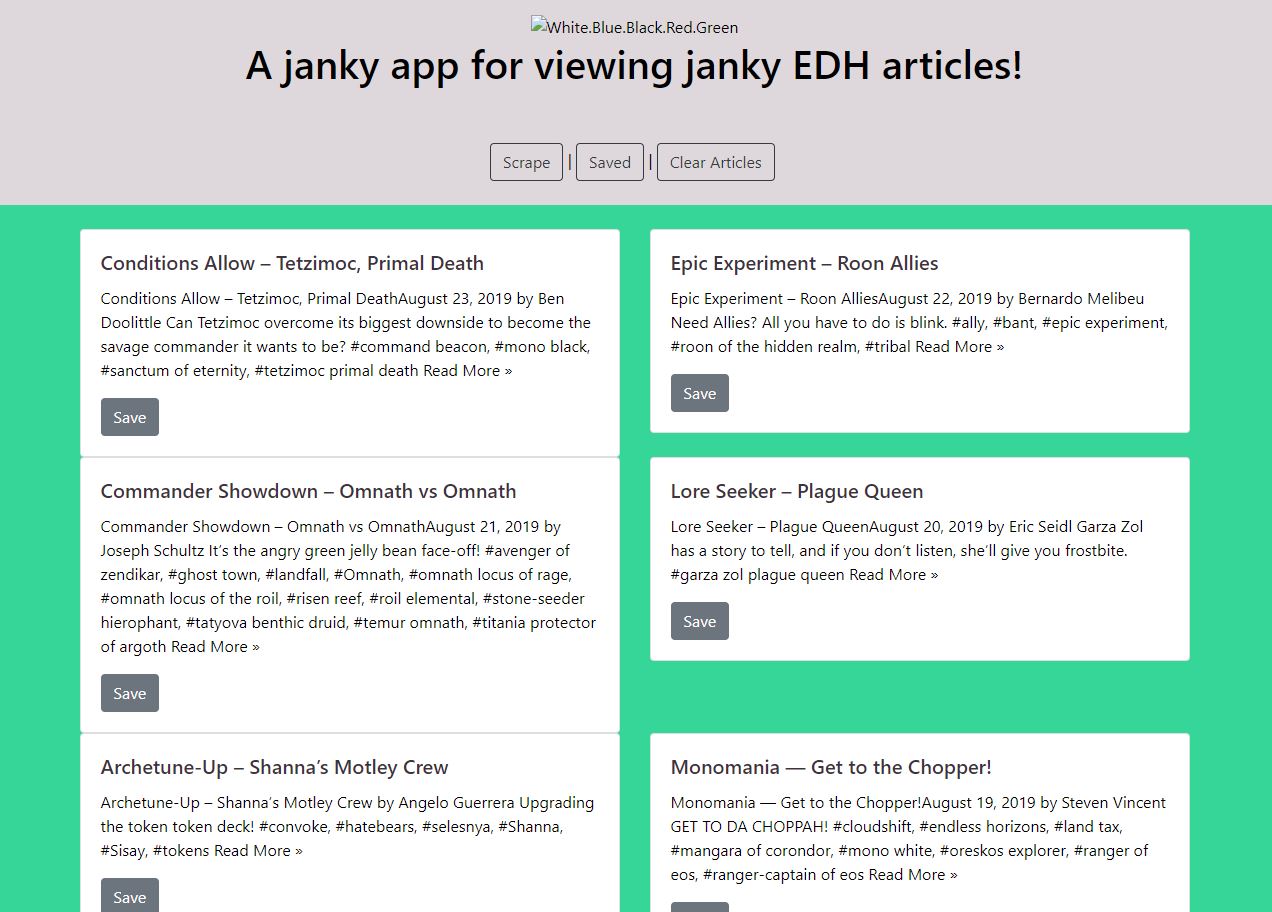 White.Blue.Black.Red.Green
A janky app for viewing janky EDH articles!
Scrape | Saved | Clear Articles
Conditions Allow – Tetzimoc, Primal Death
Conditions Allow – Tetzimoc, Primal DeathAugust 23, 2019 by Ben
Doolittle Can Tetzimoc overcome its biggest downside to become the
savage commander it wants to be? #command beacon, #mono black,
#sanctum of eternity, #tetzimoc primal death Read More »
Save
Epic Experiment – Roon Allies
Epic Experiment – Roon AlliesAugust 22, 2019 by Bernardo Melibeu
Need Allies? All you have to do is blink. #ally, #bant, #epic experiment,
#roon of the hidden realm, #tribal Read More »
Save
Commander Showdown – Omnath vs Omnath
Commander Showdown – Omnath vs OmnathAugust 21, 2019 by
Joseph Schultz It’s the angry green jelly bean face-off! #avenger of
zendikar, #ghost town, #landfall, #Omnath, #omnath locus of rage,
#omnath locus of the roil, #risen reef, #roil elemental, #stone-seeder
hierophant, #tatyova benthic druid, #temur omnath, #titania protector
of argoth Read More »
Save
Lore Seeker – Plague Queen
Lore Seeker – Plague QueenAugust 20, 2019 by Eric Seidl Garza Zol
has a story to tell, and if you don’t listen, she’ll give you frostbite.
#garza zol plague queen Read More »
Save
Archetune-Up – Shanna’s Motley Crew
Archetune-Up – Shanna’s Motley Crew by Angelo Guerrera Upgrading
the token token deck! #convoke, #hatebears, #selesnya, #Shanna,
#Sisay, #tokens Read More »
Save
Monomania — Get to the Chopper!
Monomania — Get to the Chopper!August 19, 2019 by Steven Vincent
GET TO DA CHOPPAH! #cloudshift, #endless horizons, #land tax,
#mangara of corondor, #mono white, #oreskos explorer, #ranger of
eos, #ranger-captain of eos Read More »